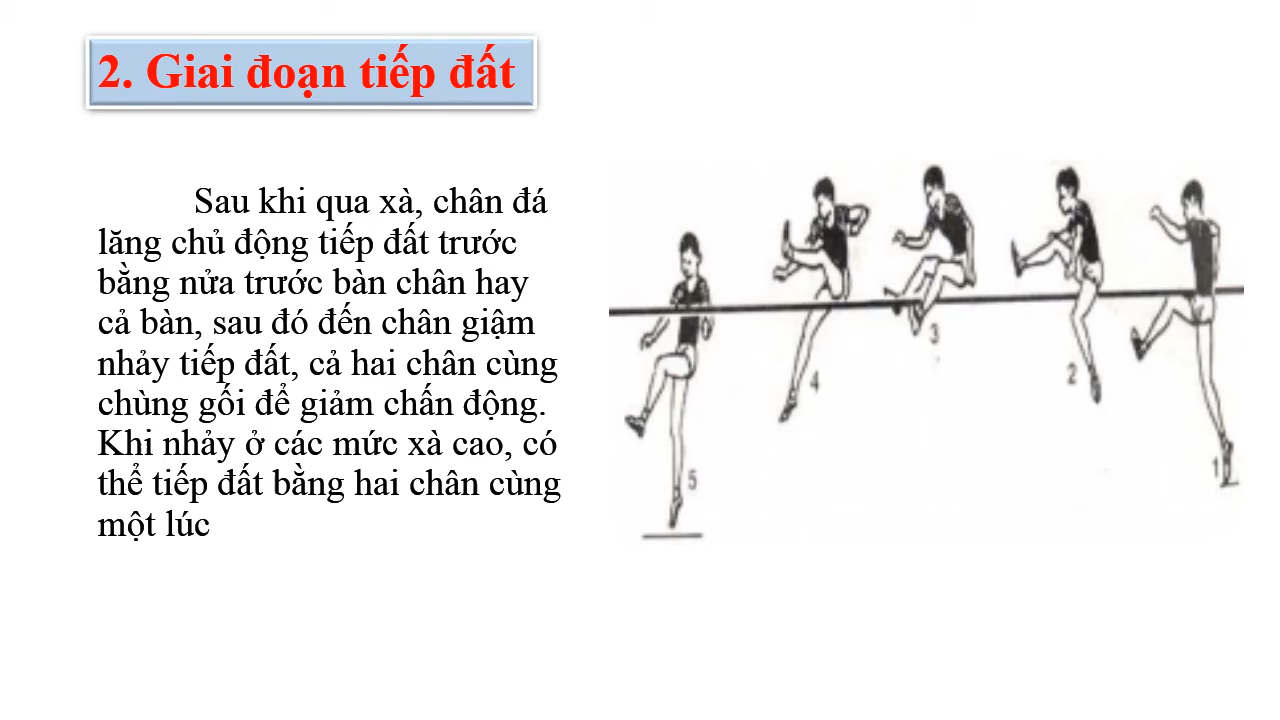 2. Giai đoạn tiếp đất
Sau khi qua xà, chân đá
lăng chủ động tiếp đất trước
bằng nửa trước bàn chân hay
cả bàn, sau đó đến chân giậm
nhảy tiếp đất, cả hai chân cùng
chùng gối để giảm chấn động.
Khi nhảy ở các mức xà cao, có
thể tiếp đất bằng hai chân cùng
một lúc
5
4
3
2
1